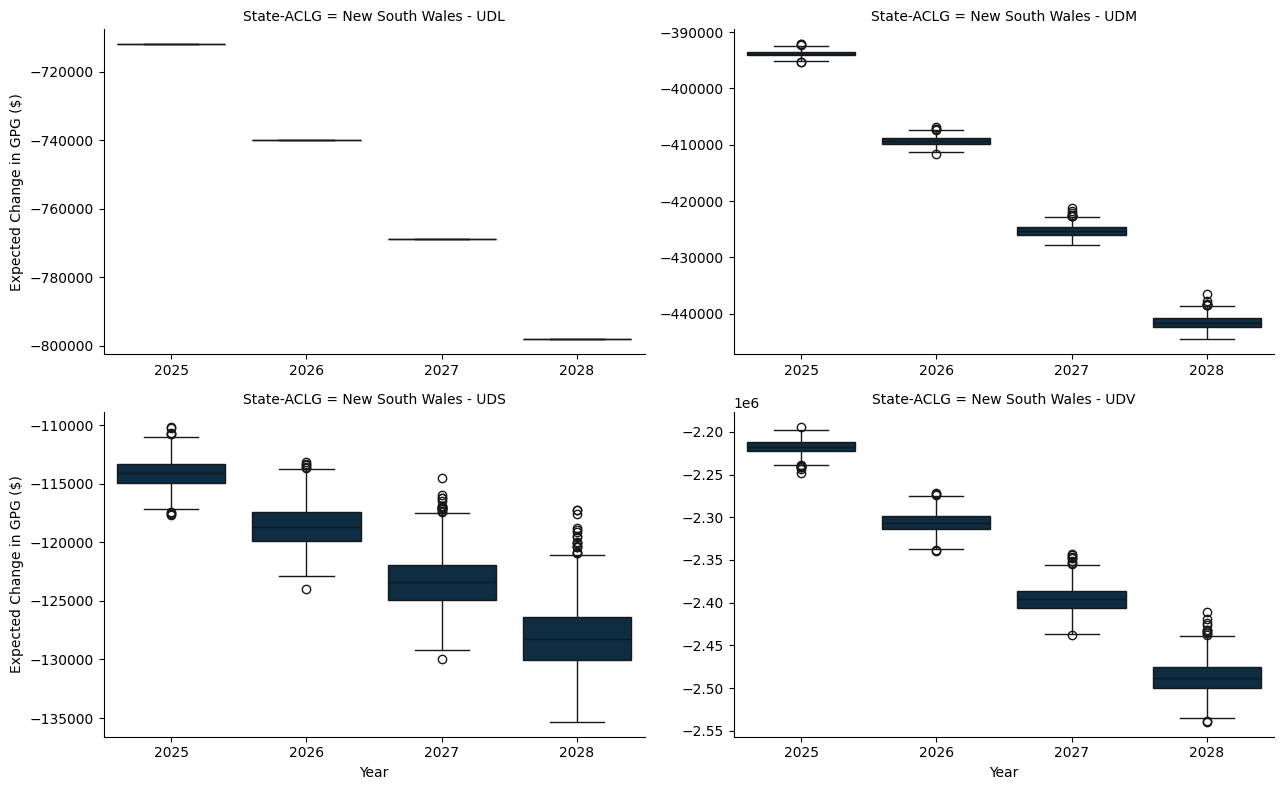 State-ACLG = New South Wales - UDL
Expected Change in GPG ($)
−720000
−740000
−760000
−780000
−800000
2025 2026 2027 2028
State-ACLG = New South Wales - UDM
−390000
−400000
−410000
−420000
−430000
−440000
2025 2026 2027 2028
State-ACLG = New South Wales - UDS
Expected Change in GPG ($)
−110000
−115000
−120000
−125000
−130000
−135000
2025 2026 2027 2028
Year
State-ACLG = New South Wales - UDV
1e6
−2.20
−2.25
−2.30
−2.35
−2.40
−2.45
−2.50
−2.55
2025 2026 2027 2028
Year